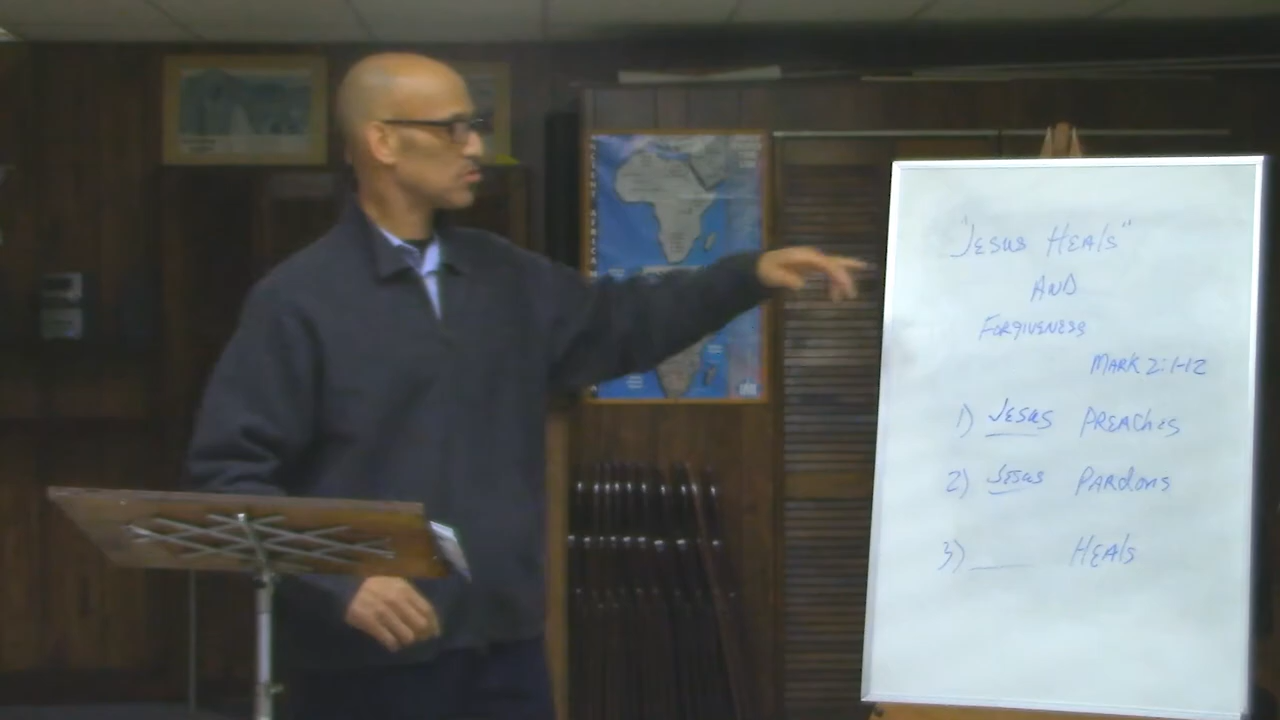 "Jesus HEAls"
AND
FORGIVENESS
MARK 2:1-12
1) Jesus PREACHES
2) Jesus PARdons
3) ____ HEAls